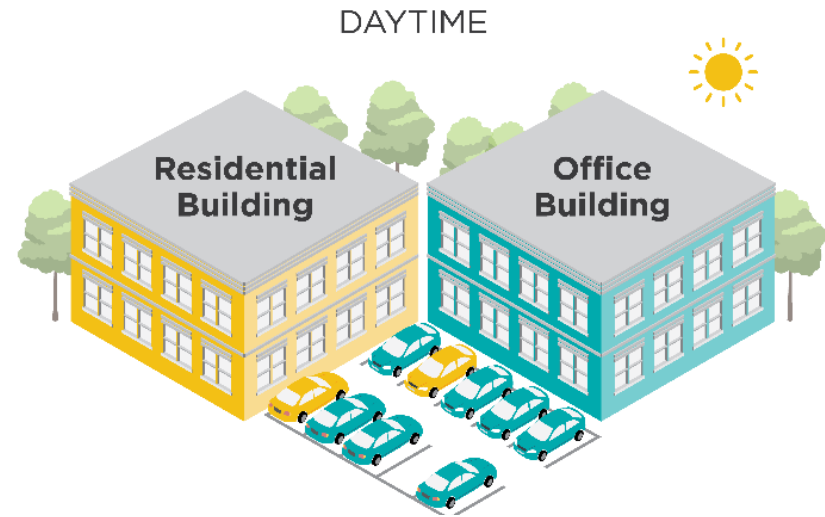 DAYTIME
Residential
Building
Office
Building